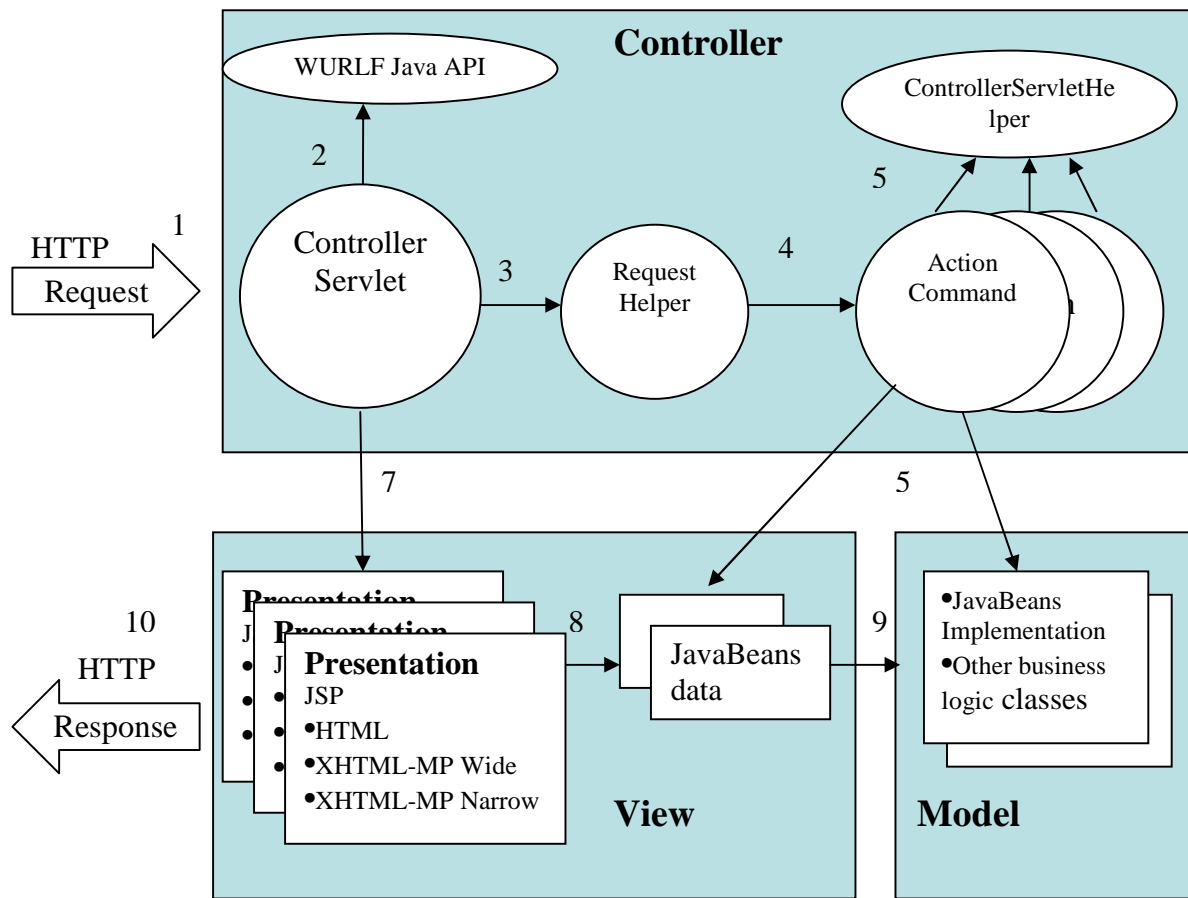 Controller
WURLF Java API
ControllerServletHe
lper
2
5
1
HTTP
Request
Controller
Servlet
3
Request
Helper
4
Action
Command
7
5
Presentation
J
Presentation
J
Presentation
JSP
•HTML
•XHTML-MP Wide
•XHTML-MP Narrow
8
JavaBeans
data
9
•JavaBeans
Implementation
•Other business
logic classes
10
HTTP
Response
View
Model